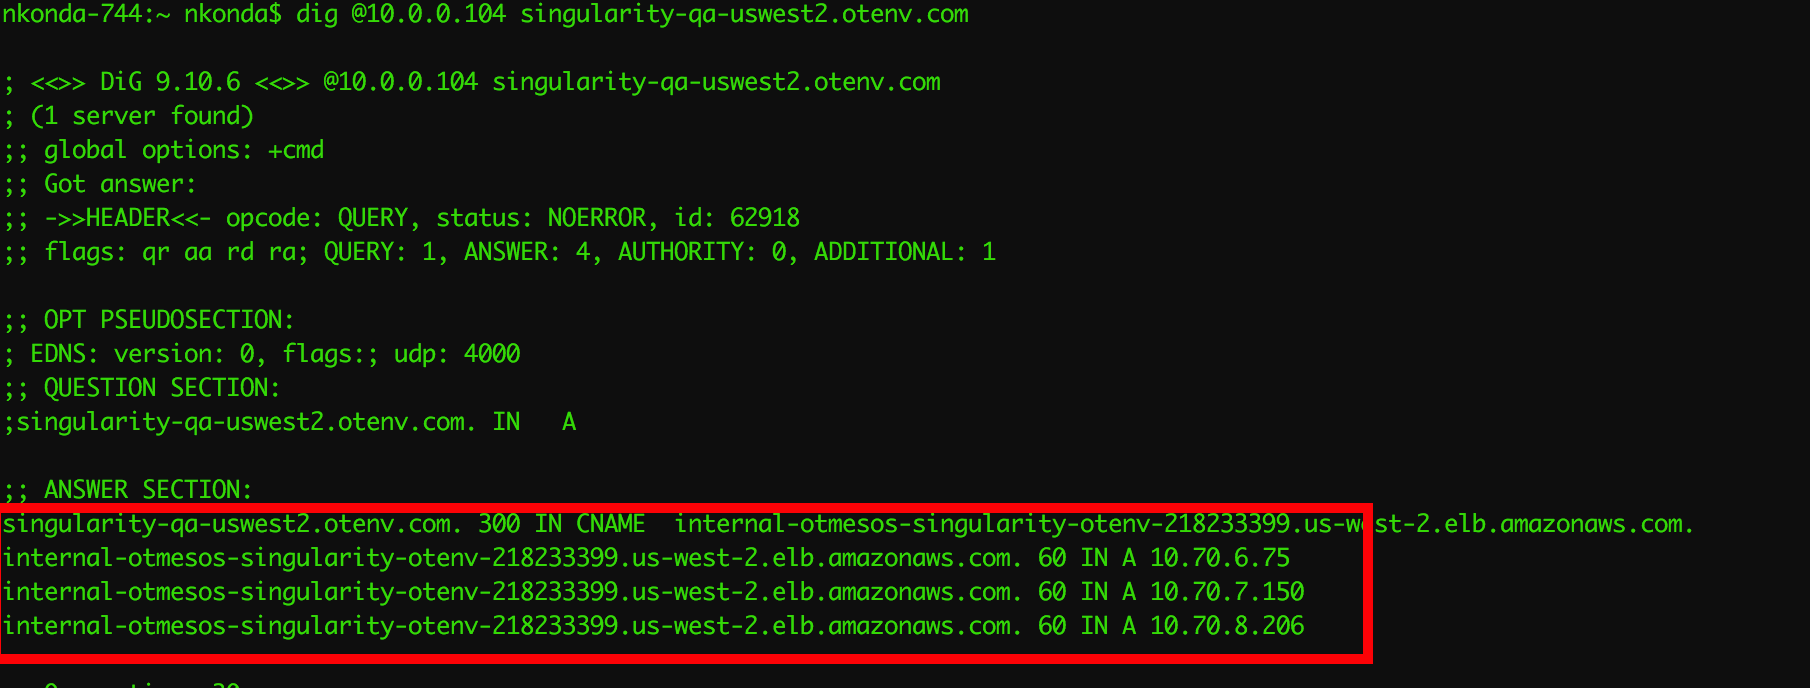 nkonda-744:~ nkonda$ dig @10.0.0.104 singularity-qa-uswest2.otenv.com
; <<>> DiG 9.10.6 <<>> @10.0.0.104 singularity-qa-uswest2.otenv.com
; (1 server found)
;; global options: +cmd
;; Got answer:
;; ->>HEADER<<- opcode: QUERY, status: NOERROR, id: 62918
;; flags: qr aa rd ra; QUERY: 1, ANSWER: 4, AUTHORITY: 0, ADDITIONAL: 1
;; OPT PSEUDOSECTION:
; EDNS: version: 0, flags:; udp: 4000
;; QUESTION SECTION:
;singularity-qa-uswest2.otenv.com. IN A
;; ANSWER SECTION:
singularity-qa-uswest2.otenv.com. 300 IN CNAME internal-otmesos-singularity-otenv-218233399.us-west-2.elb.amazonaws.com.
internal-otmesos-singularity-otenv-218233399.us-west-2.elb.amazonaws.com. 60 IN A 10.70.6.75
internal-otmesos-singularity-otenv-218233399.us-west-2.elb.amazonaws.com. 60 IN A 10.70.7.150
internal-otmesos-singularity-otenv-218233399.us-west-2.elb.amazonaws.com. 60 IN A 10.70.8.206